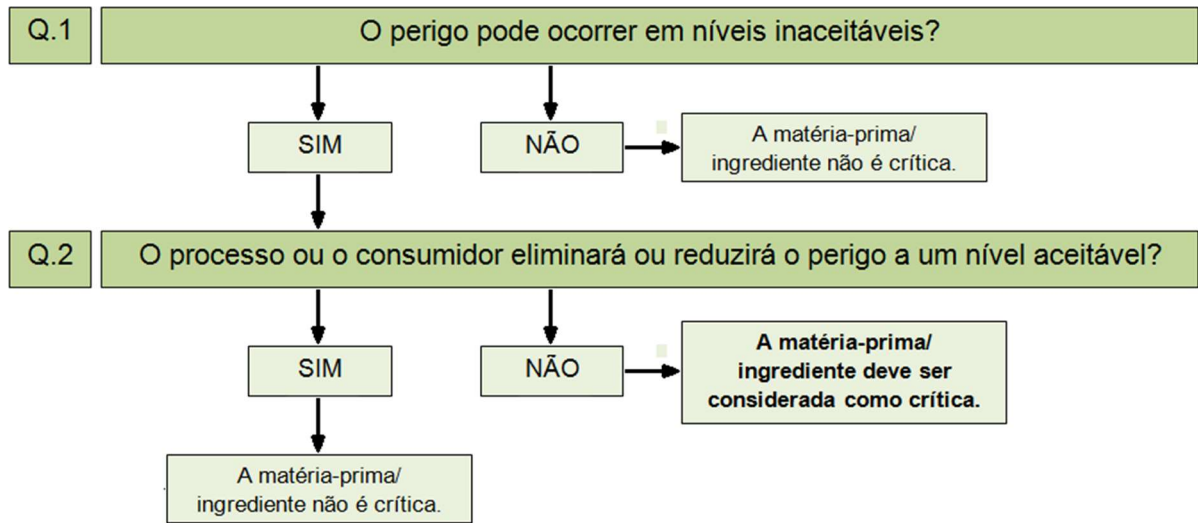 Q.1
O perigo pode ocorrer em níveis inaceitáveis?
SIM
NÃO
A matéria-prima/
ingrediente não é crítica.
Q.2
O processo ou o consumidor eliminará ou reduzirá o perigo a um nível aceitável?
SIM
NÃO
A matéria-prima/
ingrediente deve ser
considerada como crítica.
A matéria-prima/
ingrediente não é crítica.